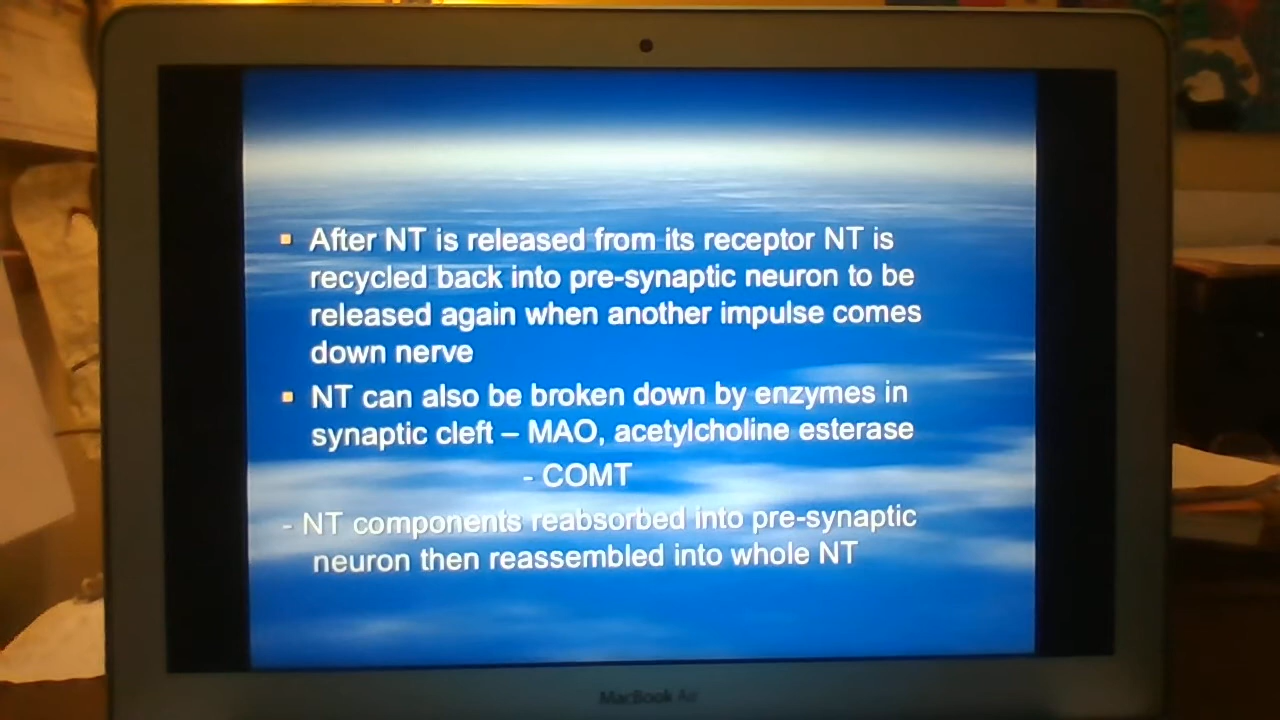 After NT is released from its receptor NT is
recycled back into pre-synaptic neuron to be
released again when another impulse comes
down nerve
NT can also be broken down by enzymes in
synaptic cleft – MAO, acetylcholine esterase
- COMT
- NT components reabsorbed into pre-synaptic
neuron then reassembled into whole NT
MacBook Air